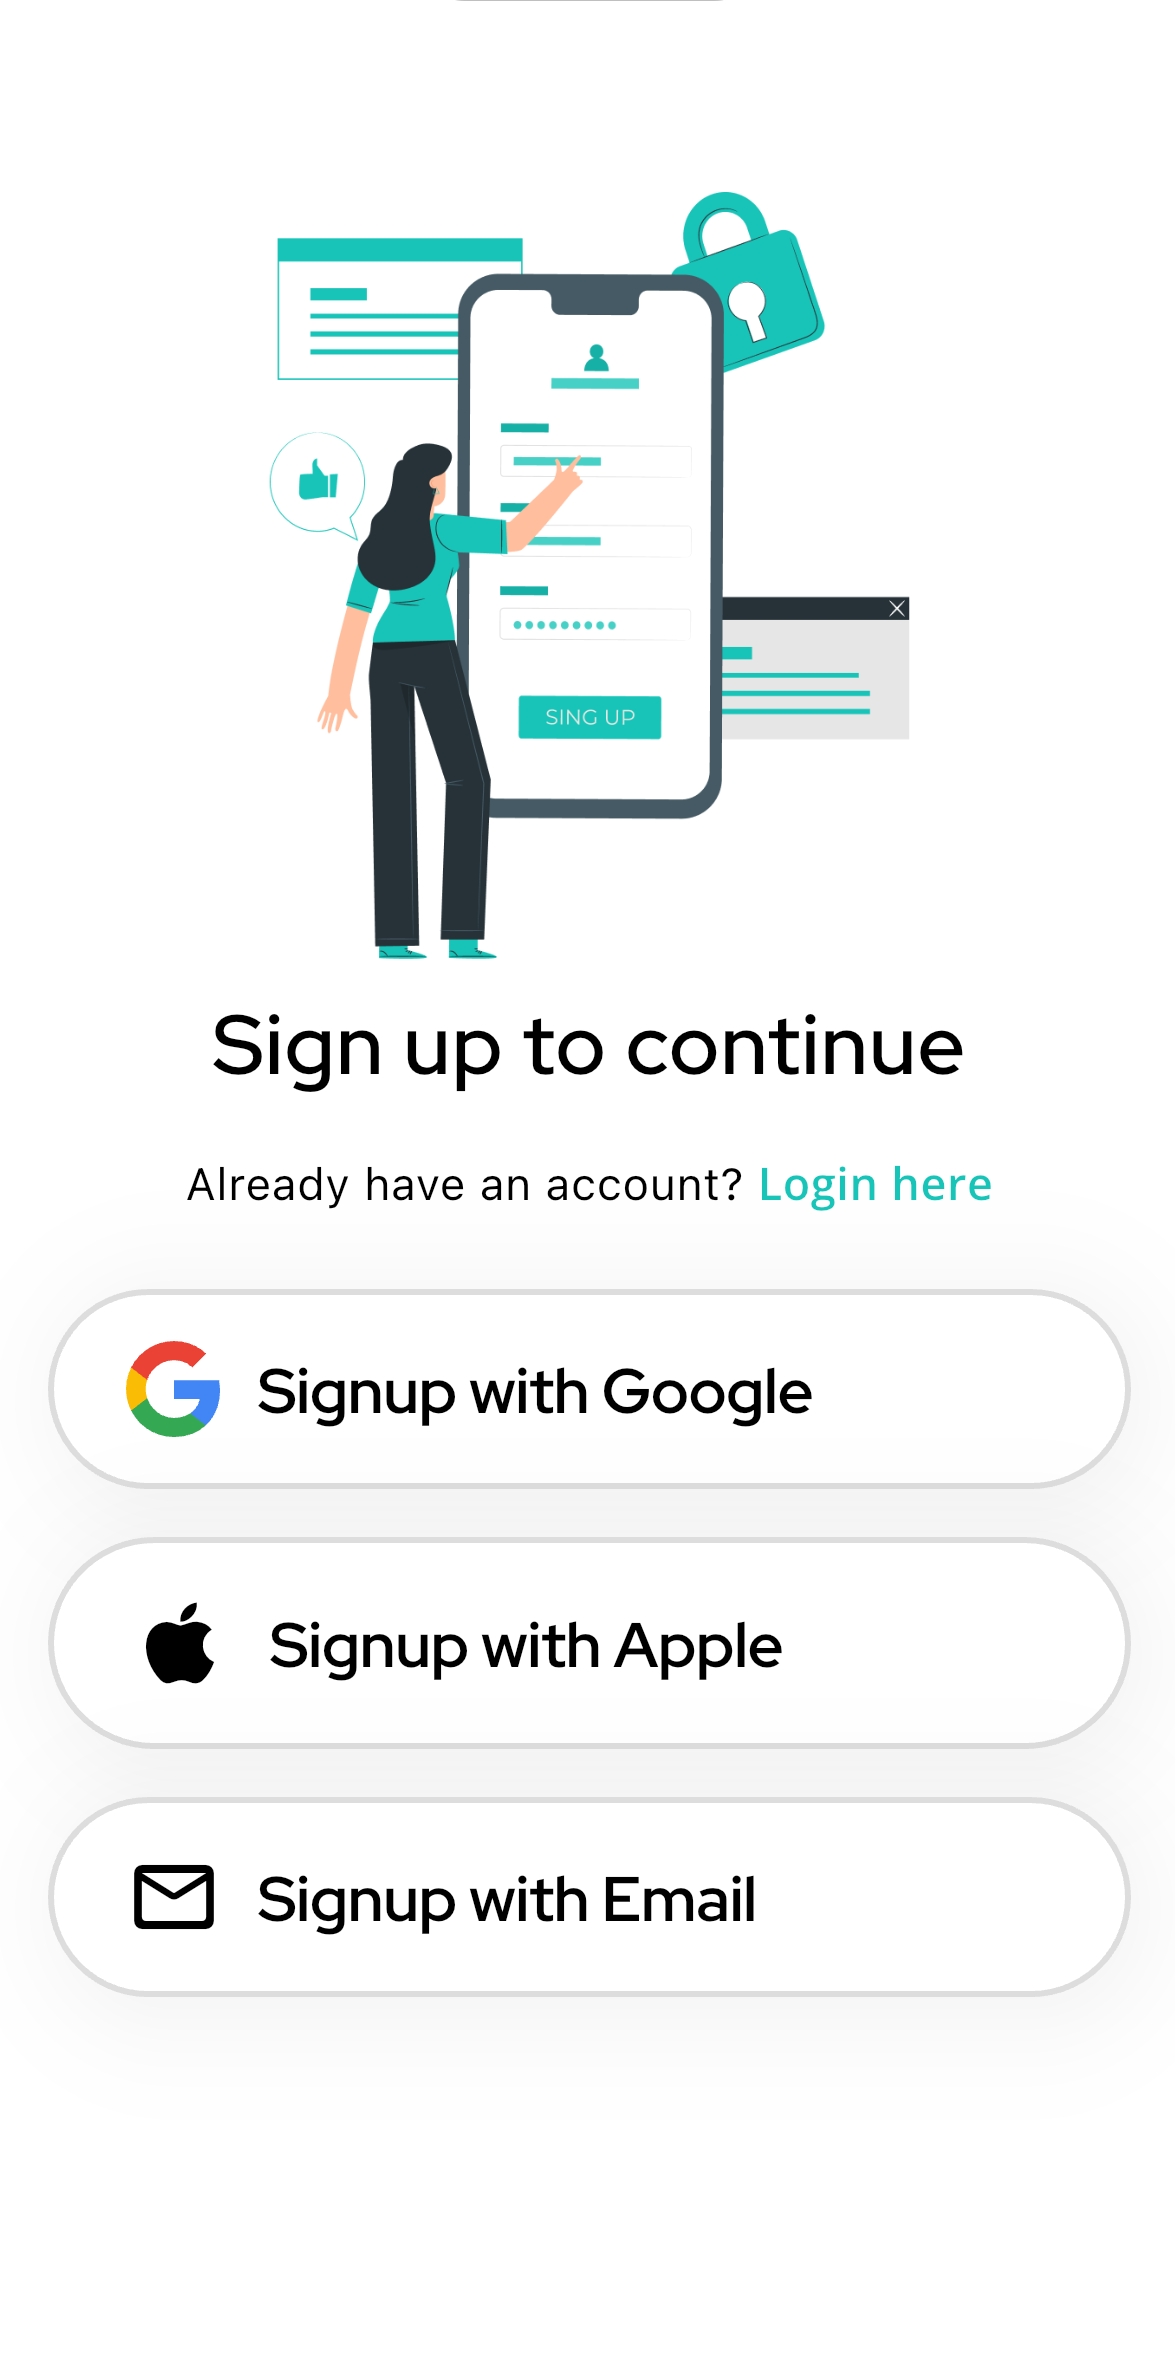 SING UP
Sign up to continue
Already have an account? Login here
Signup with Google
Signup with Apple
Signup with Email